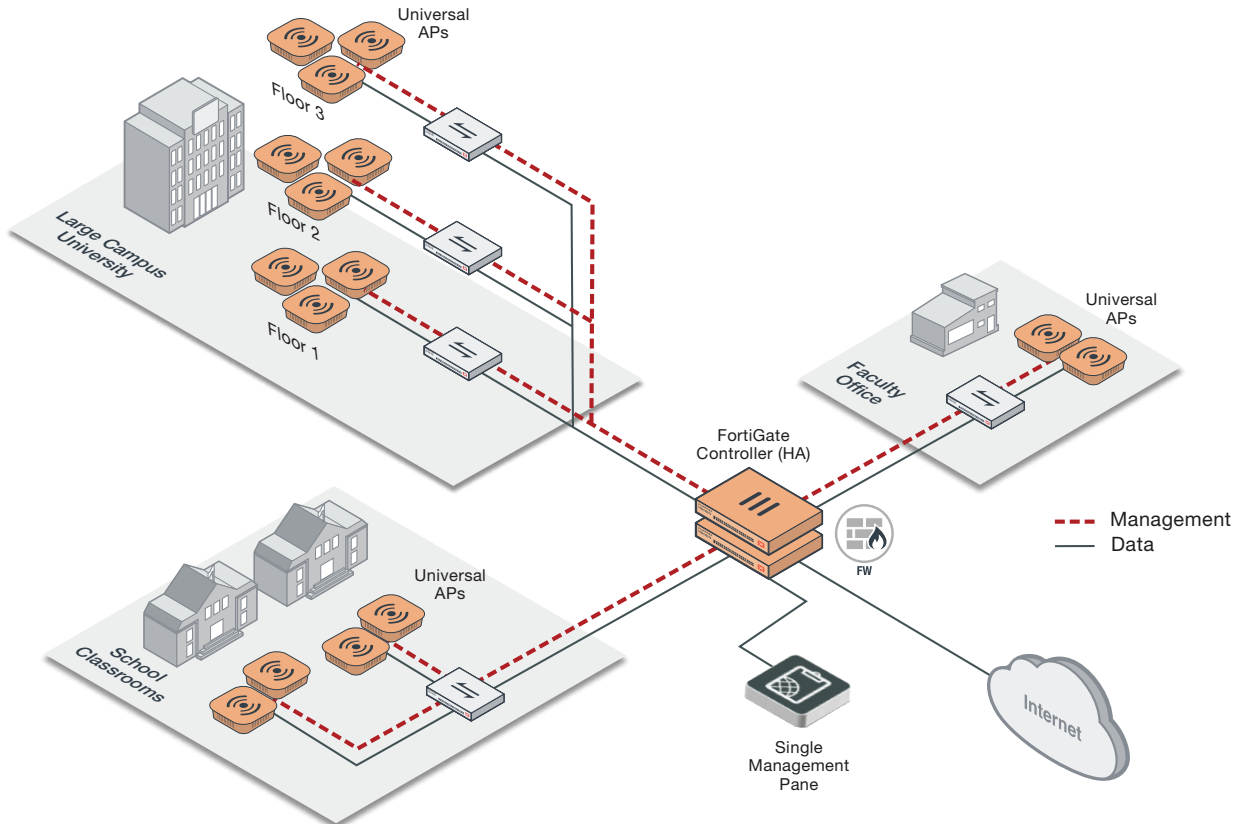 Universal
APs
Floor 3
Floor 2
Floor 1
Large Campus
University
Universal
APs
Faculty
Office
FortiGate
Controller (HA)
FW
Management
Data
Universal
APs
School
Classrooms
Single
Management
Pane
Internet